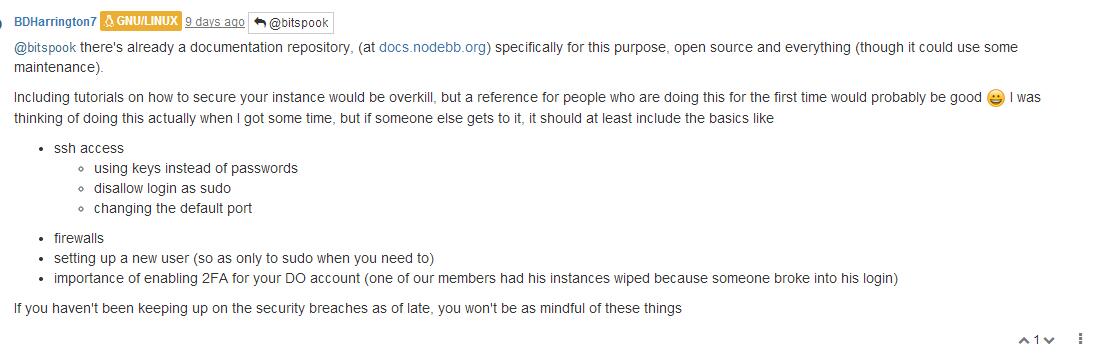 BDHarrington7 GNU/LINUX 9 days ago @bitspook
@bitspook there's already a documentation repository, (at docs.nodebb.org) specifically for this purpose, open source and everything (though it could use some
maintenance).
Including tutorials on how to secure your instance would be overkill, but a reference for people who are doing this for the first time would probably be good 😀 I was
thinking of doing this actually when I got some time, but if someone else gets to it, it should at least include the basics like
• ssh access
◦ using keys instead of passwords
◦ disallow login as sudo
◦ changing the default port
• firewalls
• setting up a new user (so as only to sudo when you need to)
• importance of enabling 2FA for your DO account (one of our members had his instances wiped because someone broke into his login)
If you haven't been keeping up on the security breaches as of late, you won't be as mindful of these things
1